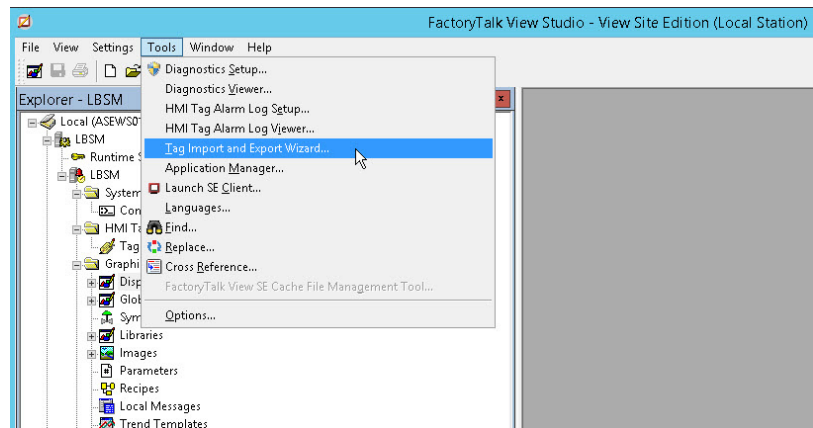 FactoryTalk View Studio - View Site Edition (Local Station)
File View Settings Tools Window Help
Diagnostics Setup...
Diagnostics Viewer...
HMI Tag Alarm Log Setup...
HMI Tag Alarm Log Viewer...
Tag Import and Export Wizard...
Application Manager...
Launch SE Client...
Languages...
Find...
Replace...
Cross Reference...
FactoryTalk View SE Cache File Management Tool...
Options...
Explorer - LBSM
Local (ASEWS0
LBSM
Runtime S
LBSM
System
Con
HMI Ta
Tag
Graphi
Disp
Glob
Sym
Libraries
Images
Parameters
Recipes
Local Messages
Trend Templates